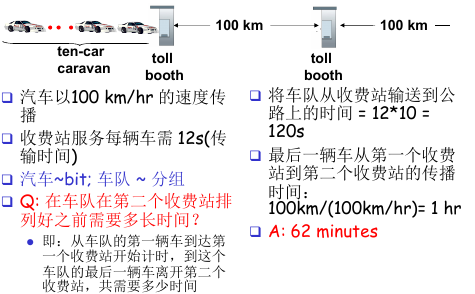 100 km
100 km
ten-car
caravan
toll
booth
toll
booth
汽车以100 km/hr 的速度传
播
收费站服务每辆车需 12s(传
输时间)
汽车~bit; 车队 ~ 分组
Q: 在车队在第二个收费站排
列好之前需要多长时间？
即：从车队的第一辆车到达第
一个收费站开始计时，到这个
车队的最后一辆车离开第二个
收费站，共需要多少时间
将车队从收费站输送到公
路上的时间 = 12*10 =
120s
最后一辆车从第一个收费
站到第二个收费站的传播
时间：
100km/(100km/hr)= 1 hr
A: 62 minutes